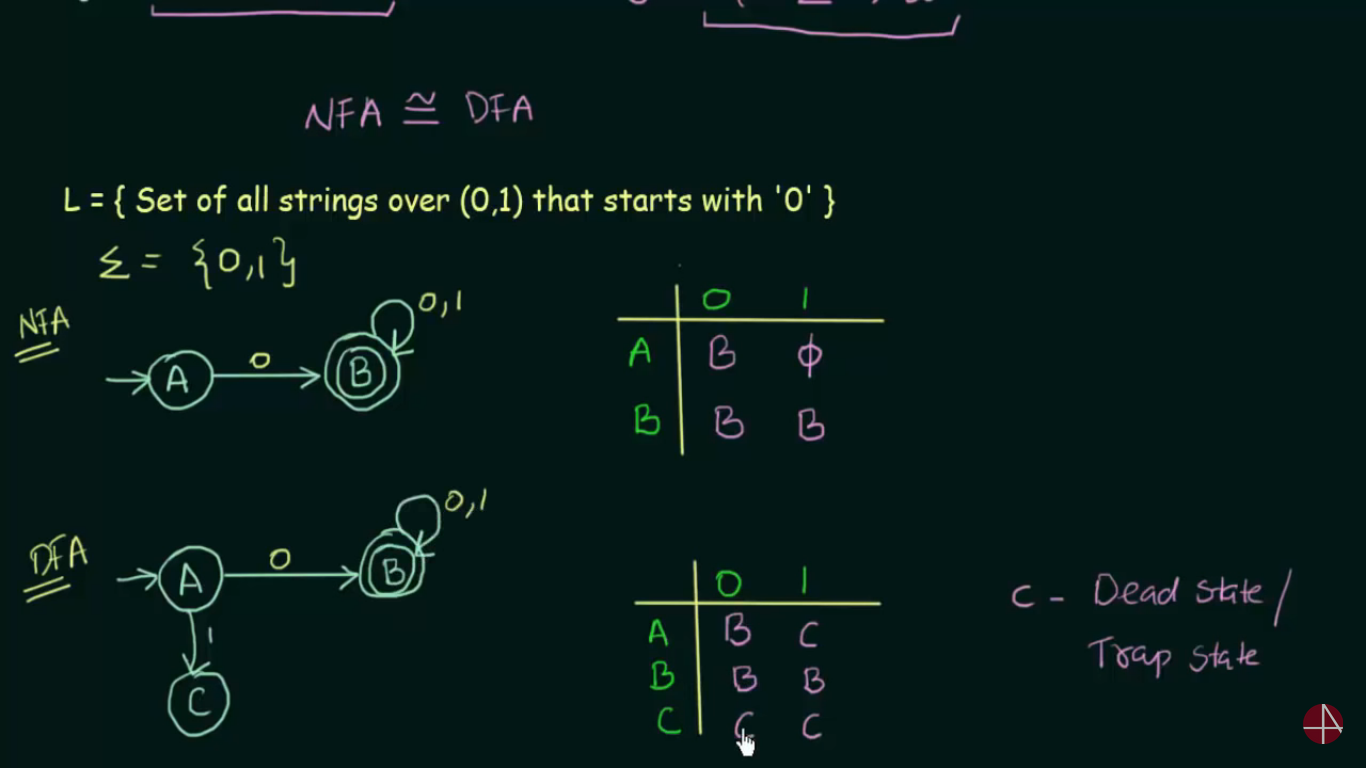 NFA ≅ DFA
L = { Set of all strings over (0,1) that starts with '0' }
Σ = {0,1}
NFA
0,1
A 0 B
0 1
A B ϕ
B B B
DFA
0,1
A 0 B
1
C
0 1
A B C
B B B
C C C
C - Dead state/
Trap state